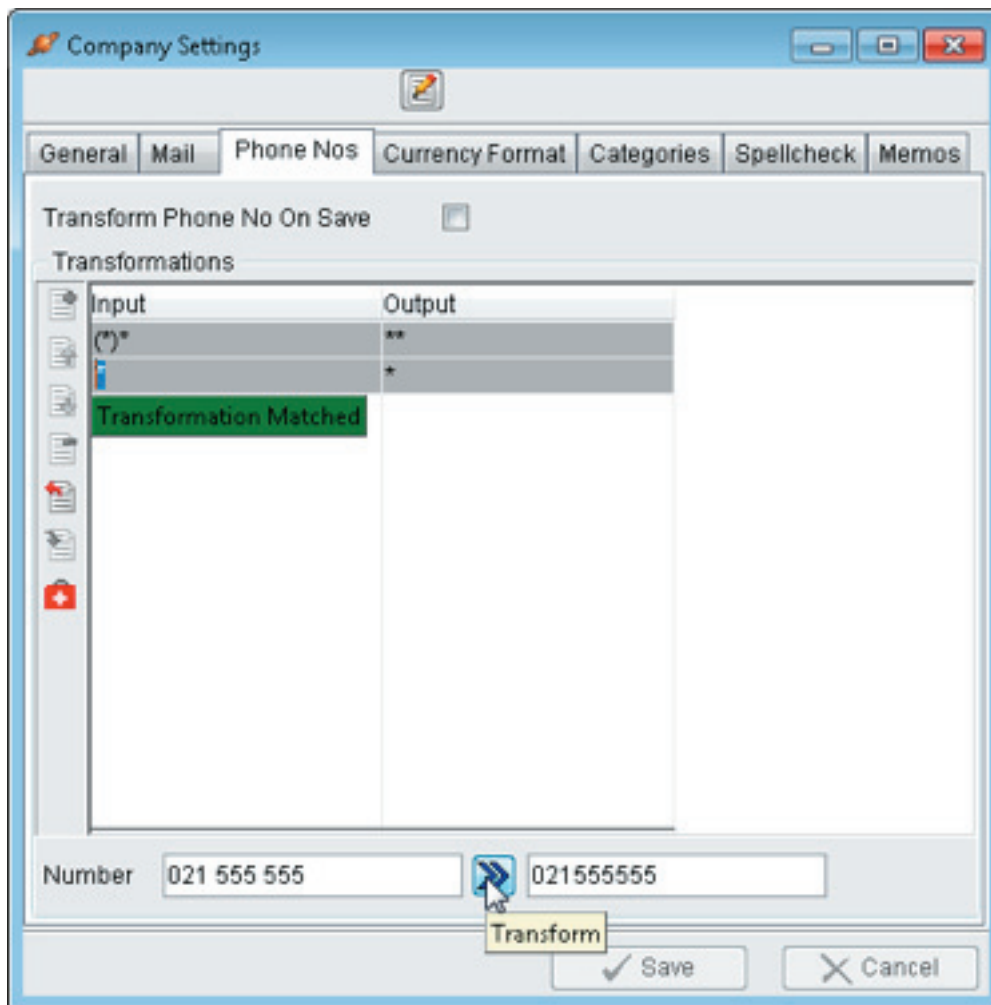 Company Settings
General Mail Phone Nos Currency Format Categories Spellcheck Memos
Transform Phone No On Save
Transformations
Input Output
(*)* **
* *
Transformation Matched
Number 021 555 555 021555555
Transform
Save Cancel